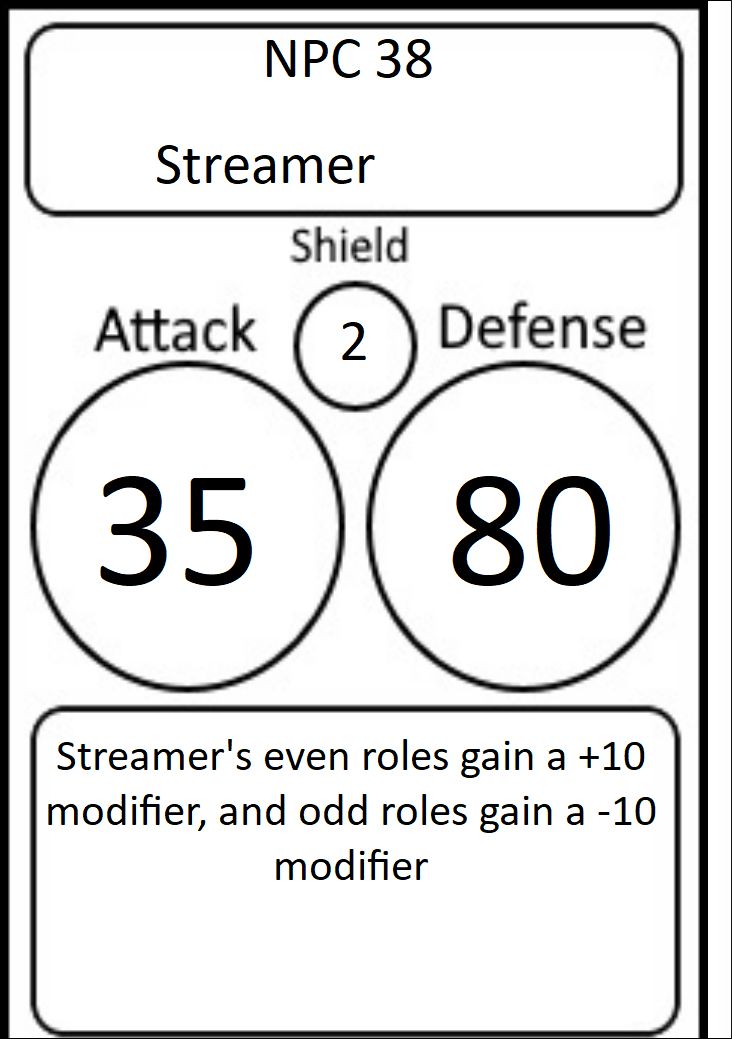 NPC 38
Streamer
Shield
Attack
2
Defense
35
80
Streamer's even roles gain a +10
modifier, and odd roles gain a -10
modifier